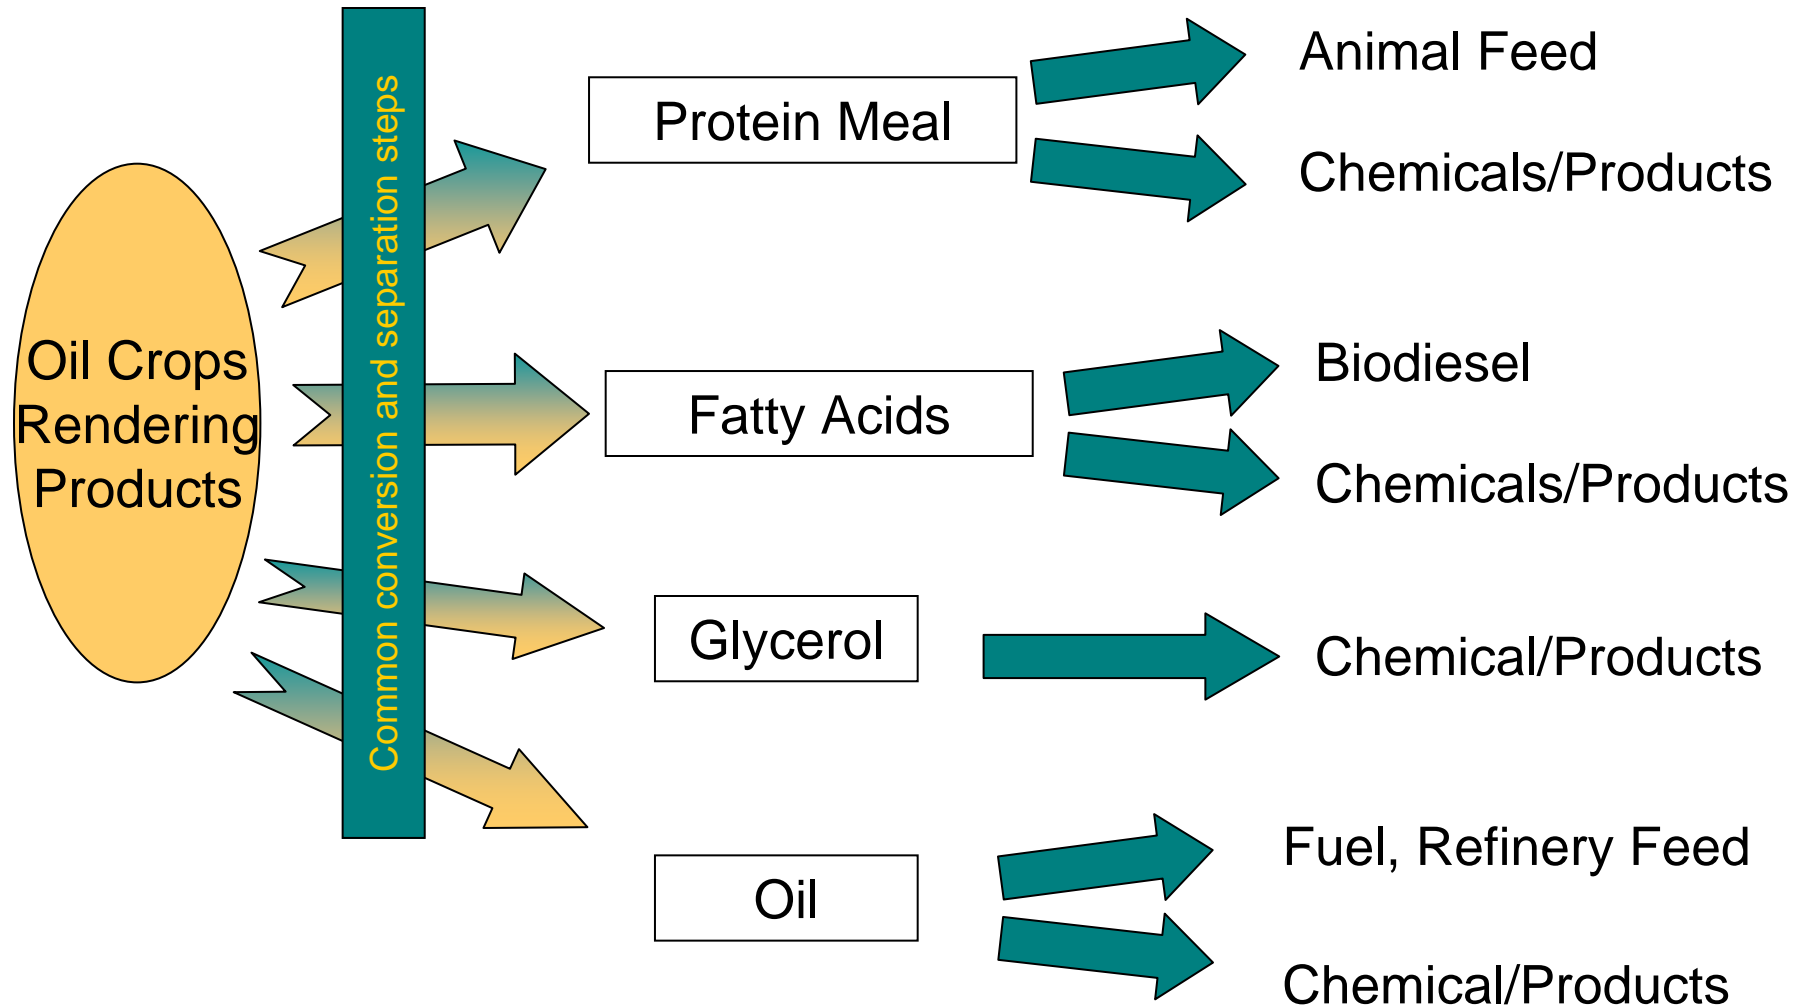 Oil Crops
Rendering
Products
Common conversion and separation steps
Protein Meal
Animal Feed
Chemicals/Products
Fatty Acids
Biodiesel
Chemicals/Products
Glycerol
Chemical/Products
Oil
Fuel, Refinery Feed
Chemical/Products